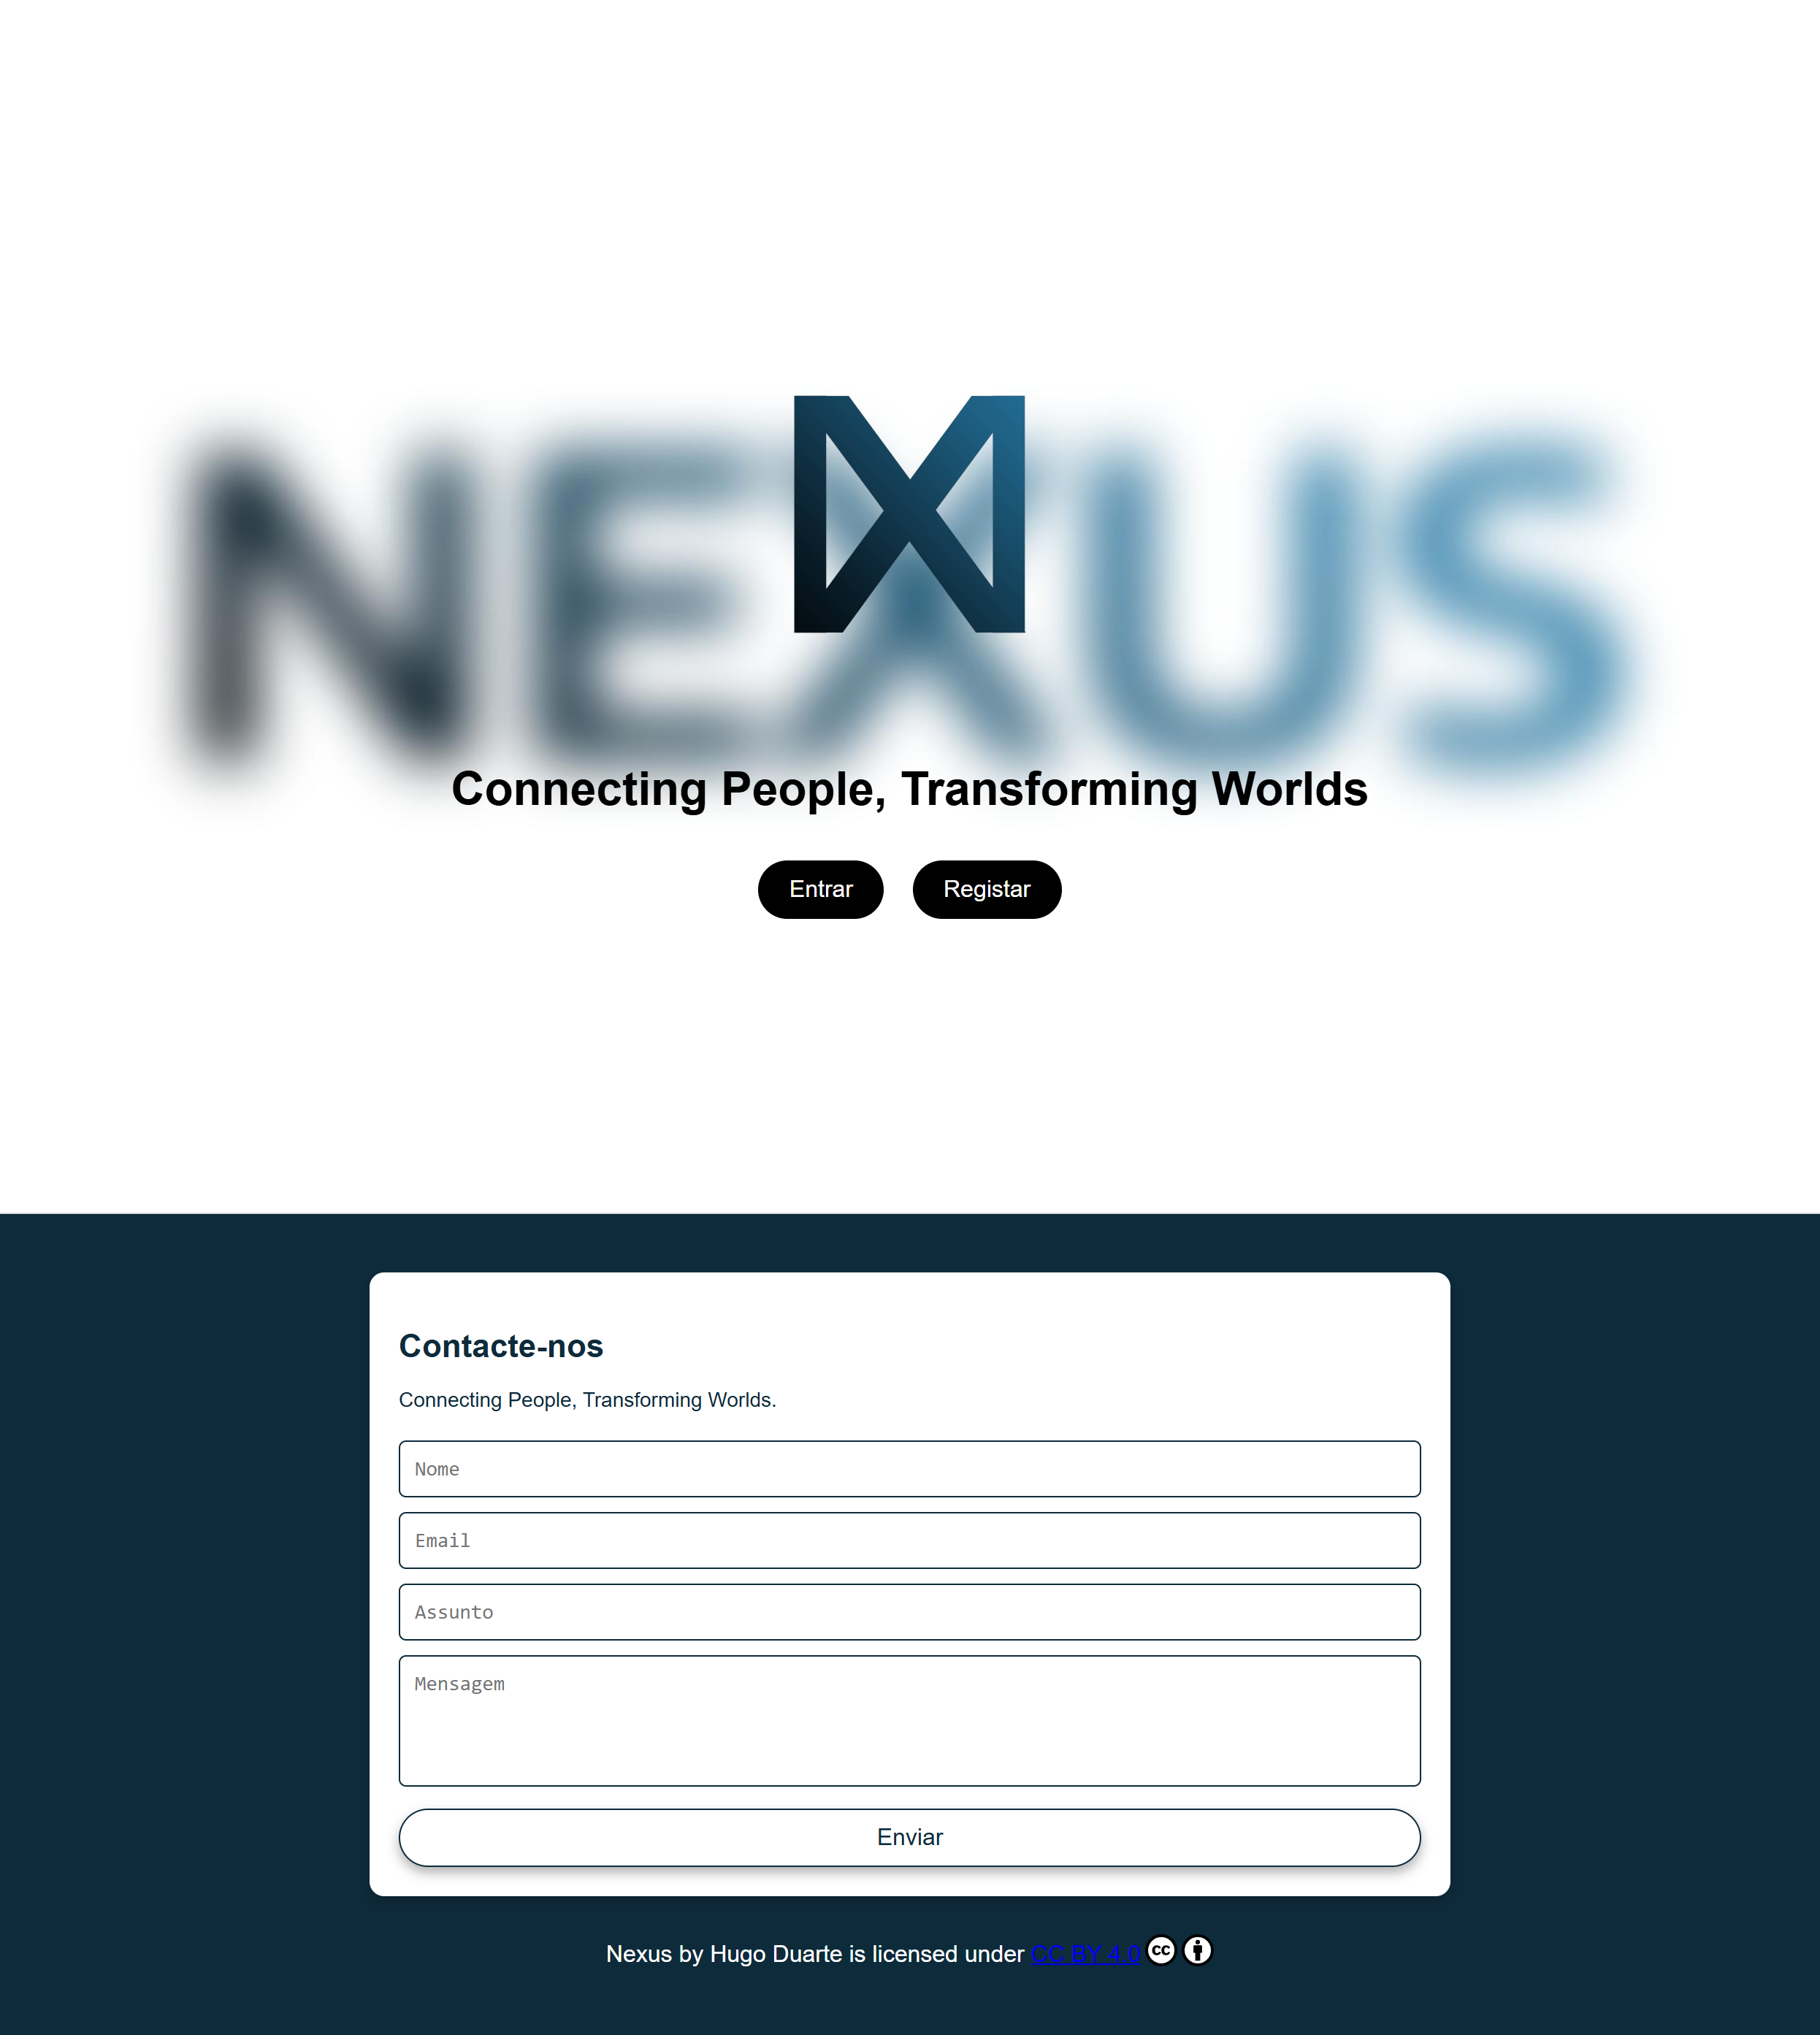 NEXUS
Connecting People, Transforming Worlds
Entrar
Registar
Contacte-nos
Connecting People, Transforming Worlds.
Nome
Email
Assunto
Mensagem
Enviar
Nexus by Hugo Duarte is licensed under CC BY 4.0 cc